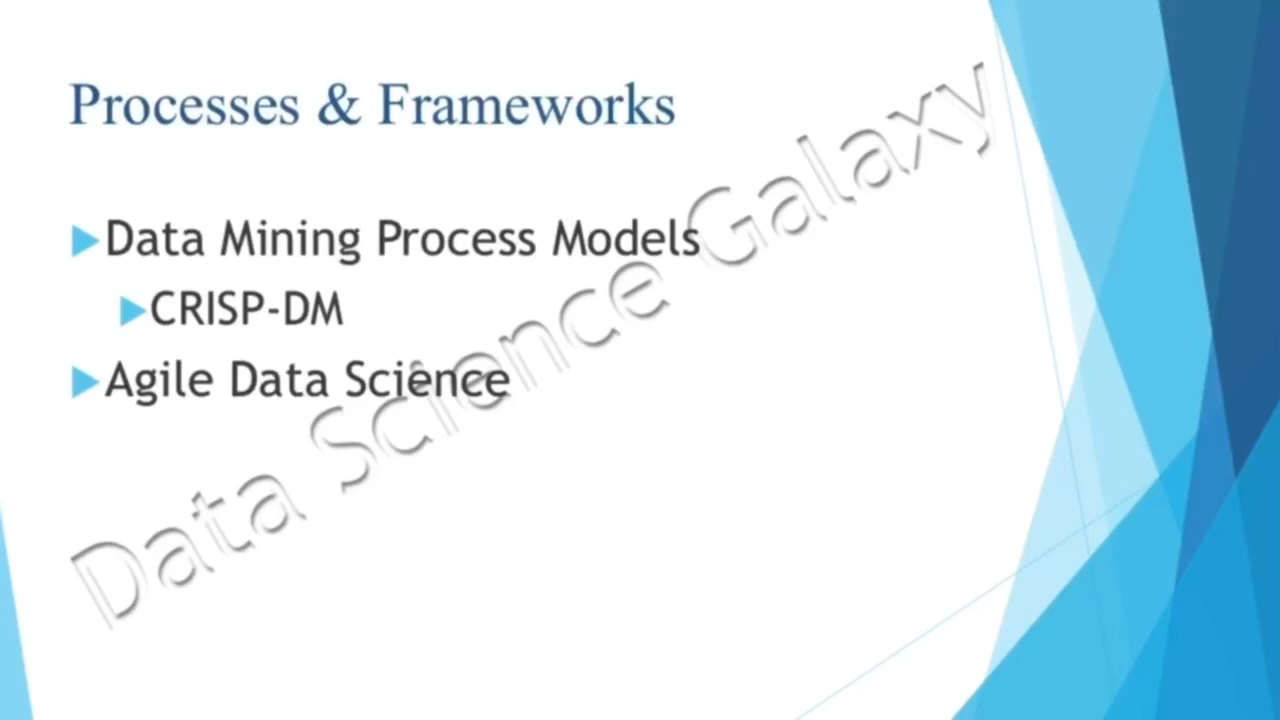 Processes & Frameworks
Data Mining Process Models
CRISP-DM
Agile Data Science
Data Science Galaxy